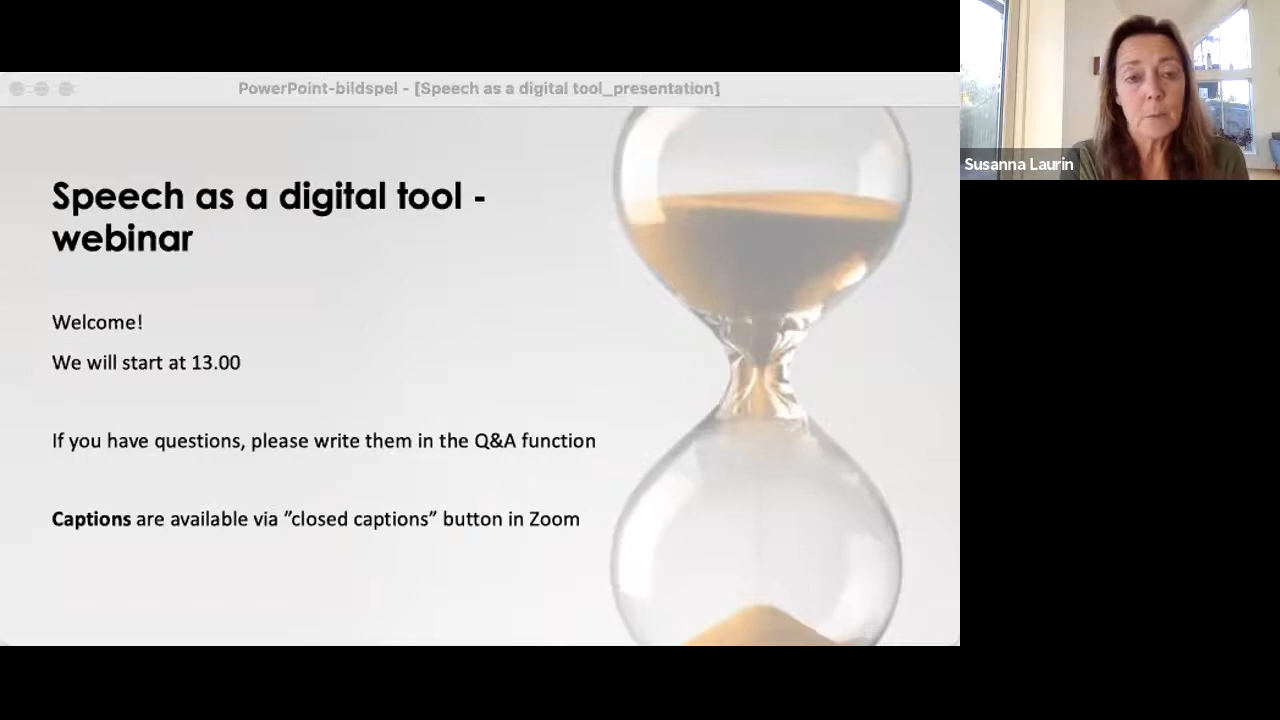 PowerPoint-bildspel - [Speech as a digital tool_presentation]
Speech as a digital tool -
webinar
Welcome!
We will start at 13.00
If you have questions, please write them in the Q&A function
Captions are available via ”closed captions” button in Zoom
Susanna Laurin